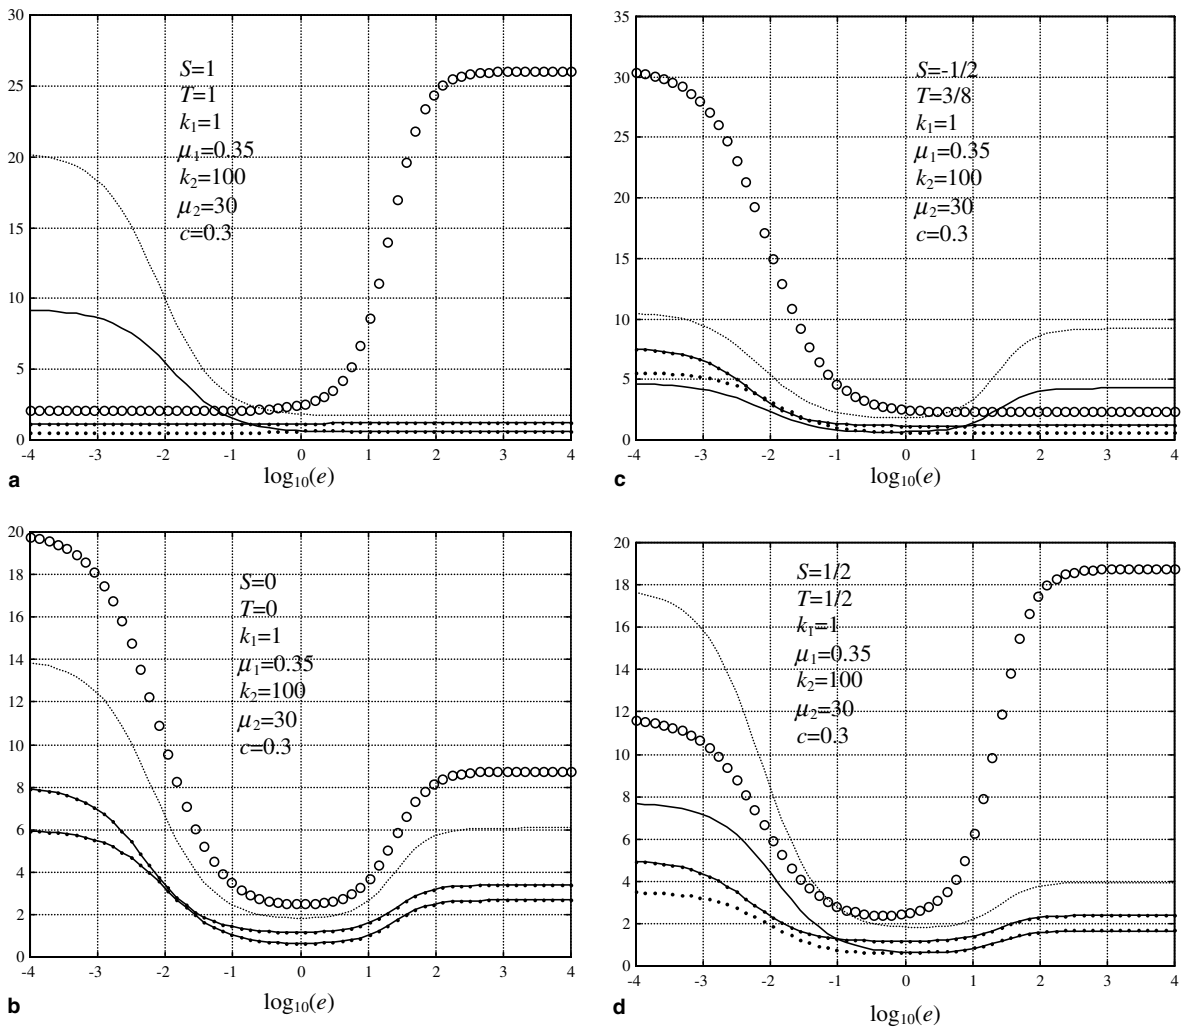 30
25
20
15
10
5
0
S=1
T=1
k1=1
μ1=0.35
k2=100
μ2=30
c=0.3
-4 -3 -2 -1 0 1 2 3 4
log10(e)
a
35
30
25
20
15
10
5
0
S=-1/2
T=3/8
k1=1
μ1=0.35
k2=100
μ2=30
c=0.3
-4 -3 -2 -1 0 1 2 3 4
log10(e)
c
20
18
16
14
12
10
8
6
4
2
0
S=0
T=0
k1=1
μ1=0.35
k2=100
μ2=30
c=0.3
-4 -3 -2 -1 0 1 2 3 4
log10(e)
b
20
18
16
14
12
10
8
6
4
2
0
S=1/2
T=1/2
k1=1
μ1=0.35
k2=100
μ2=30
c=0.3
-4 -3 -2 -1 0 1 2 3 4
log10(e)
d